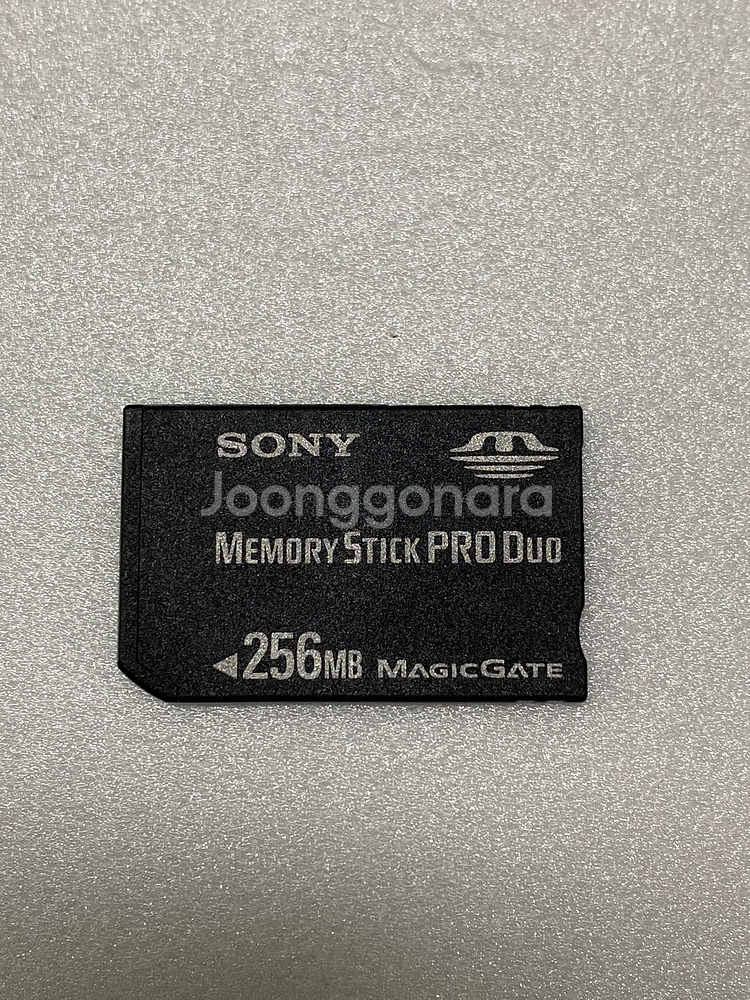 SONY
Joonggonara
MEMORY STICK PRO DUO
◀256MB MAGICGATE